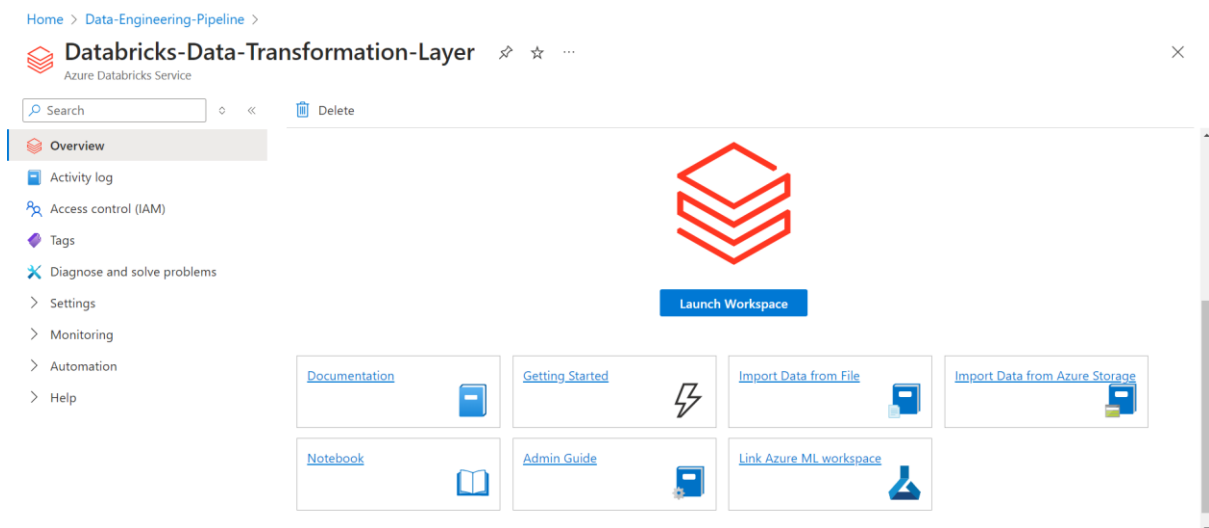 Home > Data-Engineering-Pipeline >
Databricks-Data-Transformation-Layer
Azure Databricks Service
Search
Delete
Overview
Activity log
Access control (IAM)
Tags
Diagnose and solve problems
Settings
Monitoring
Automation
Help
Launch Workspace
Documentation
Getting Started
Import Data from File
Import Data from Azure Storage
Notebook
Admin Guide
Link Azure ML workspace